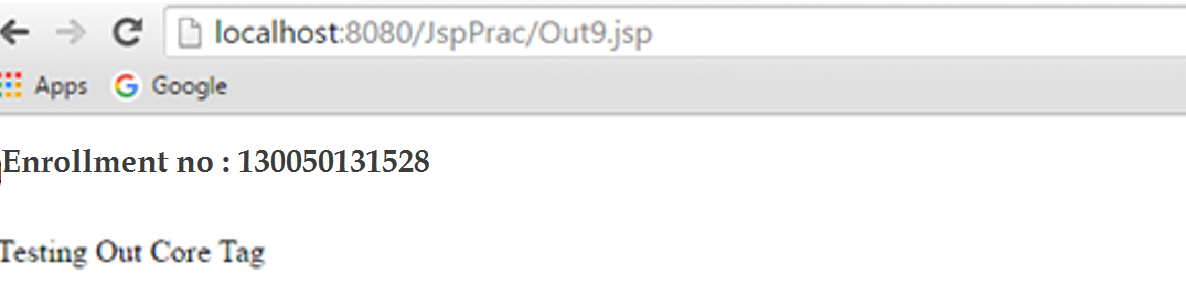 localhost:8080/JspPrac/Out9.jsp
Apps Google
Enrollment no : 130050131528
Testing Out Core Tag